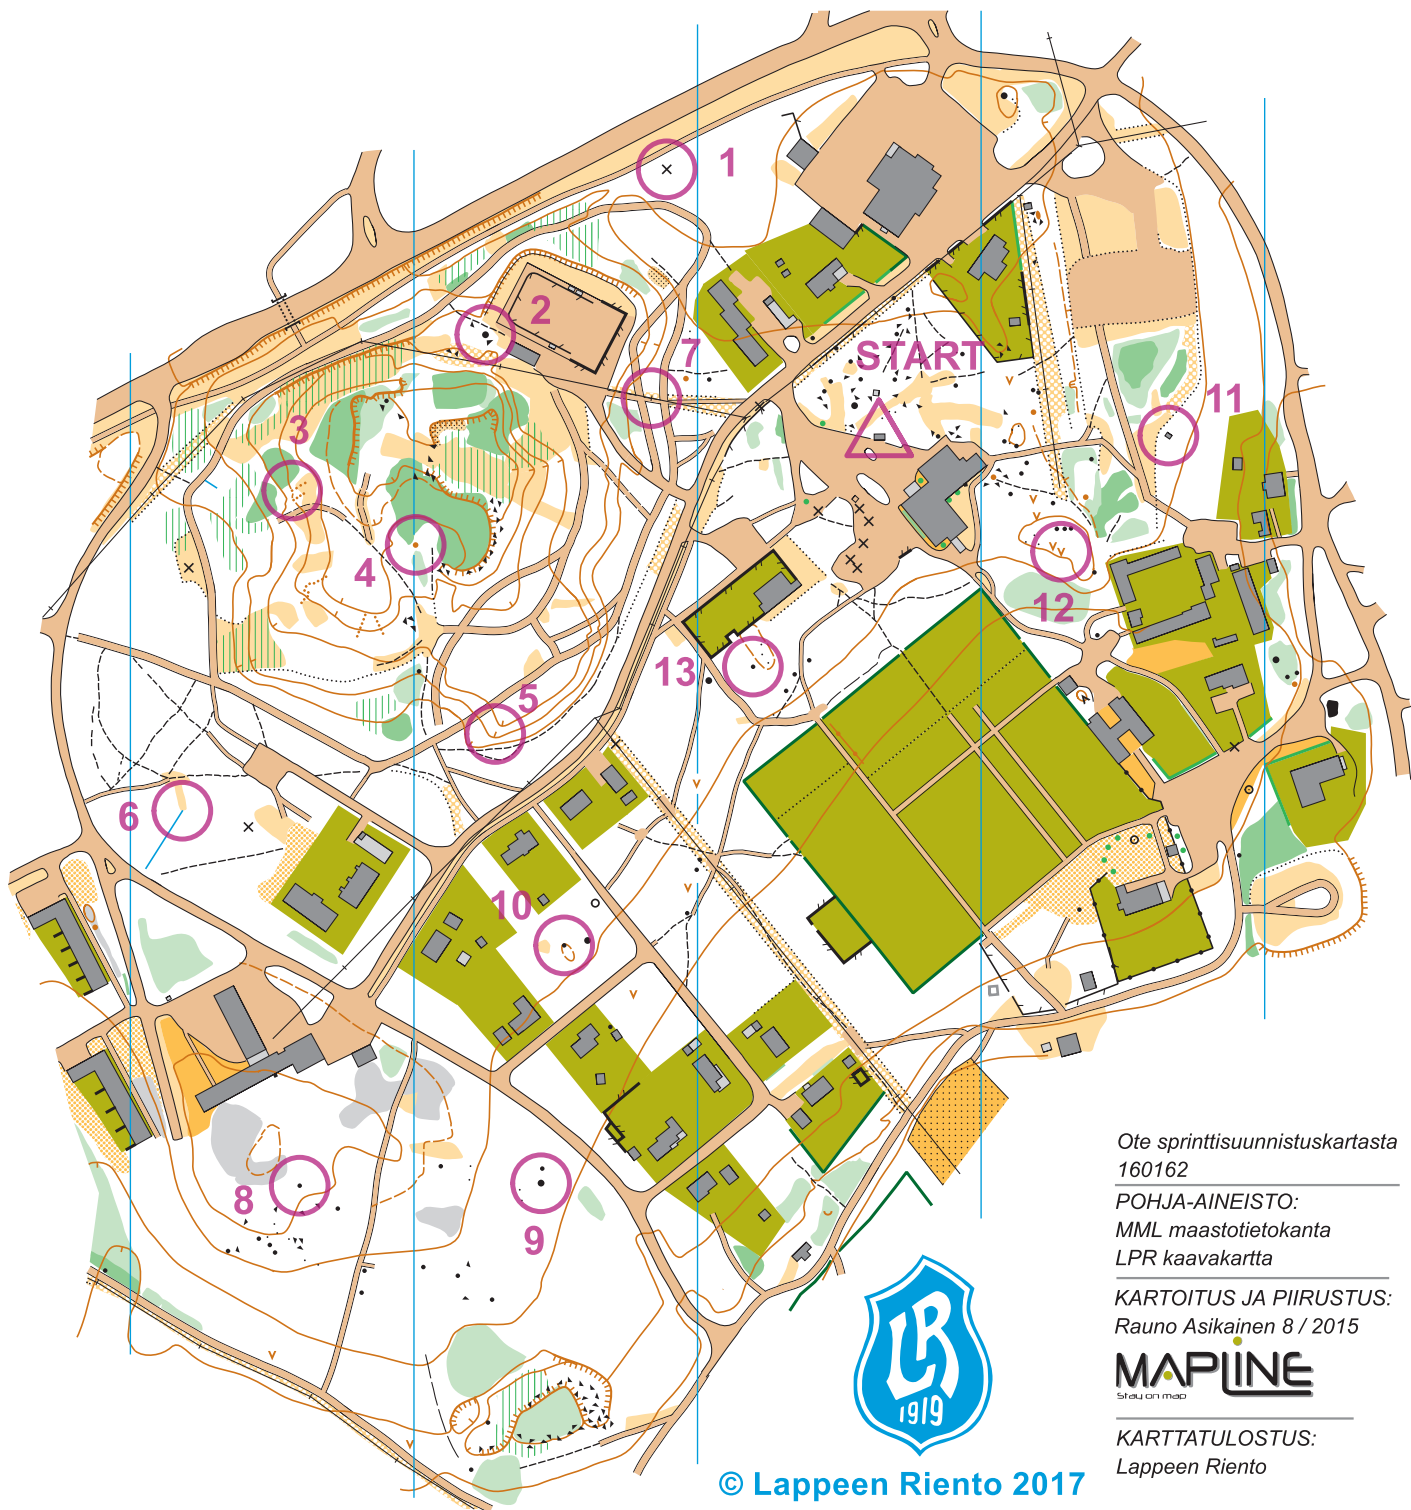 1
2
START
7
3
11
4
12
13
5
6
10
8
9
Ote sprinttisuunnistuskartasta
160162
POHJA-AINEISTO:
MML maastotietokanta
LPR kaavakartta
KARTOITUS JA PIIRUSTUS:
Rauno Asikainen 8 / 2015
MAPLINE
Stay on map
KARTTATULOSTUS:
Lappeen Riento
LR
1919
© Lappeen Riento 2017